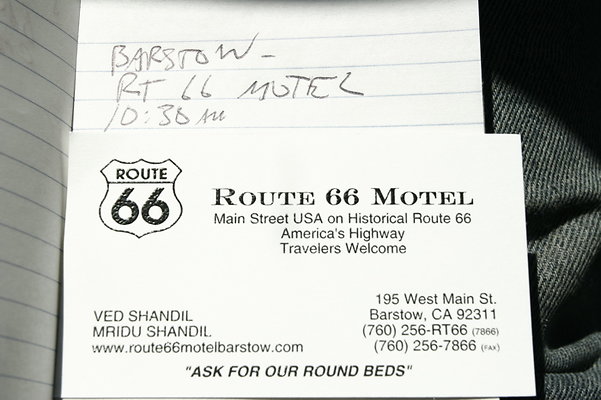 BARSTOW -
RT 66 MOTEL
10:30 AM
ROUTE
66
ROUTE 66 MOTEL
Main Street USA on Historical Route 66
America's Highway
Travelers Welcome
VED SHANDIL
MRIDU SHANDIL
www.route66motelbarstow.com
195 West Main St.
Barstow, CA 92311
(760) 256-RT66 (7866)
(760) 256-7866 (FAX)
"ASK FOR OUR ROUND BEDS"